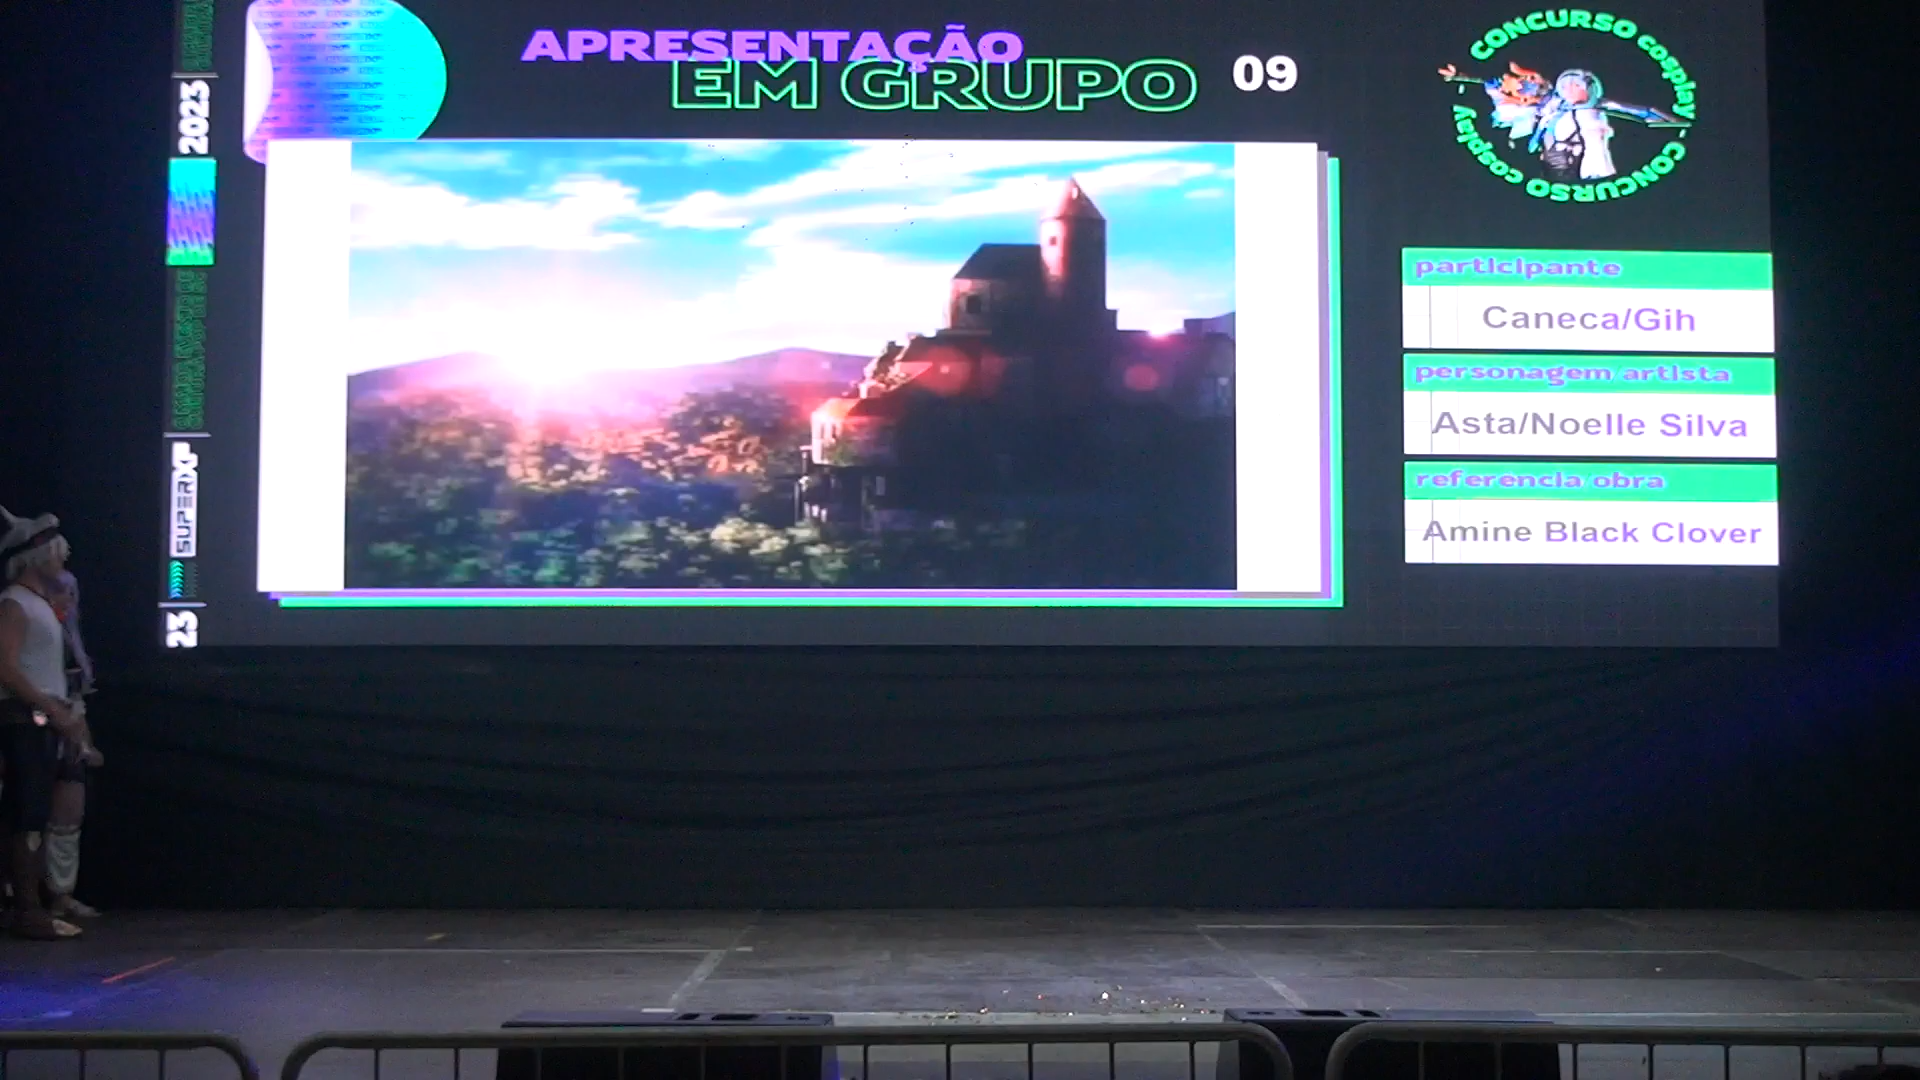 APRESENTAÇÃO
EM GRUPO
09
CONCURSO cosplay - CONCURSO cosplay -
participante
Caneca/Gih
personagem/artista
Asta/Noelle Silva
referencia/obra
Amine Black Clover
2023
SUPERXP
23